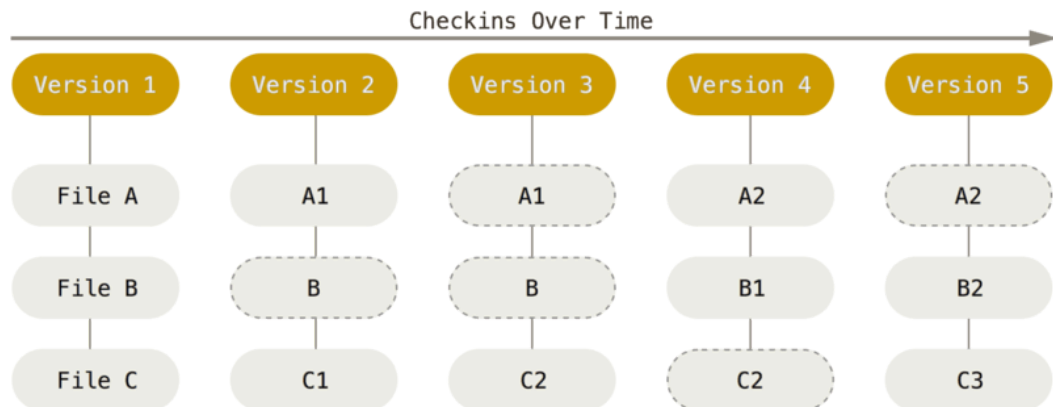 Checkins Over Time
Version 1 Version 2 Version 3 Version 4 Version 5
File A A1 A1 A2 A2
File B B B B1 B2
File C C1 C2 C2 C3